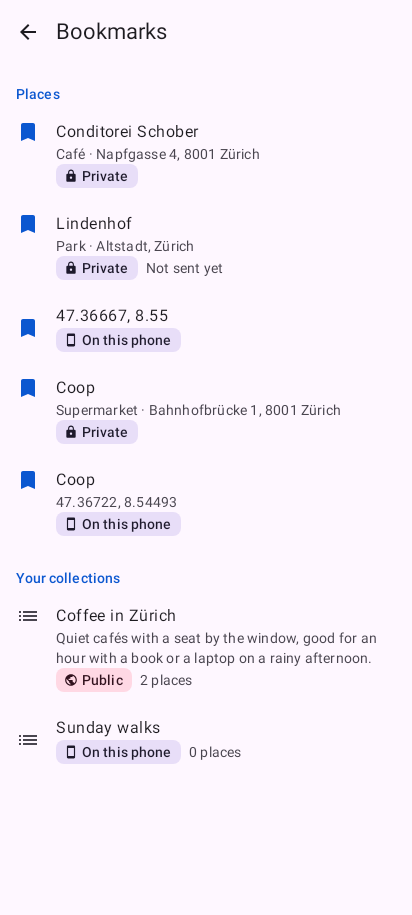 Bookmarks
Places
Conditorei Schober
Café · Napfgasse 4, 8001 Zürich
Private
Lindenhof
Park · Altstadt, Zürich
Private Not sent yet
47.36667, 8.55
On this phone
Coop
Supermarket · Bahnhofbrücke 1, 8001 Zürich
Private
Coop
47.36722, 8.54493
On this phone
Your collections
Coffee in Zürich
Quiet cafés with a seat by the window, good for an
hour with a book or a laptop on a rainy afternoon.
Public 2 places
Sunday walks
On this phone 0 places